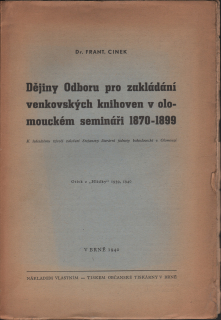 Dr. FRANT. CINEK
Dějiny Odboru pro zakládání
venkovských knihoven v olo-
mouckém semináři 1870-1899
V BRNĚ 1940
NÁKLADEM VLASTNÍM — TISKEM OBČANSKÉ TISKÁRNY V BRNĚ